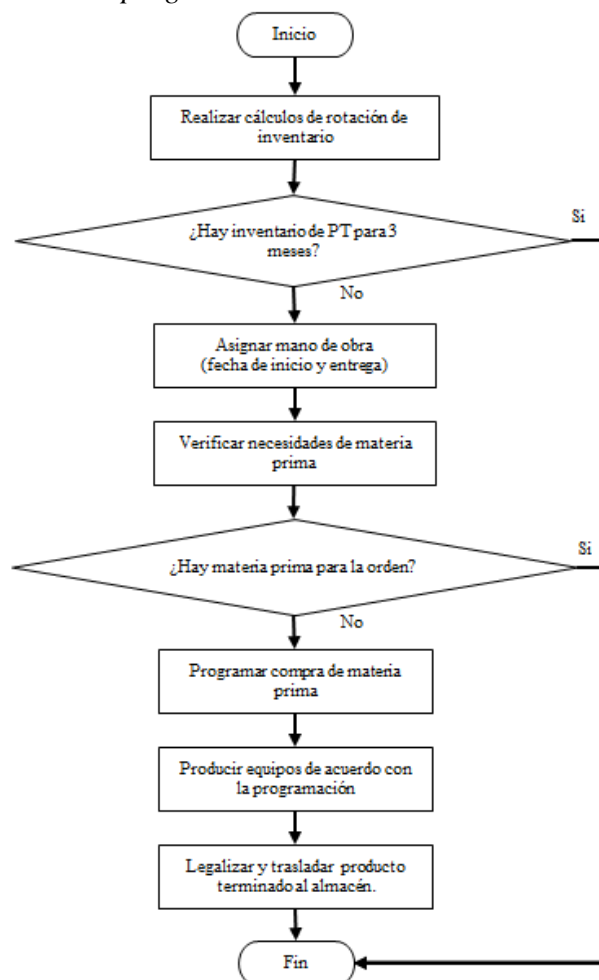 Inicio
Realizar cálculos de rotación de
inventario
¿Hay inventario de PT para 3
meses?
Si
No
Asignar mano de obra
(fecha de inicio y entrega)
Verificar necesidades de materia
prima
¿Hay materia prima para la orden?
Si
No
Programar compra de materia
prima
Producir equipos de acuerdo con
la programación
Legalizar y trasladar producto
terminado al almacén.
Fin